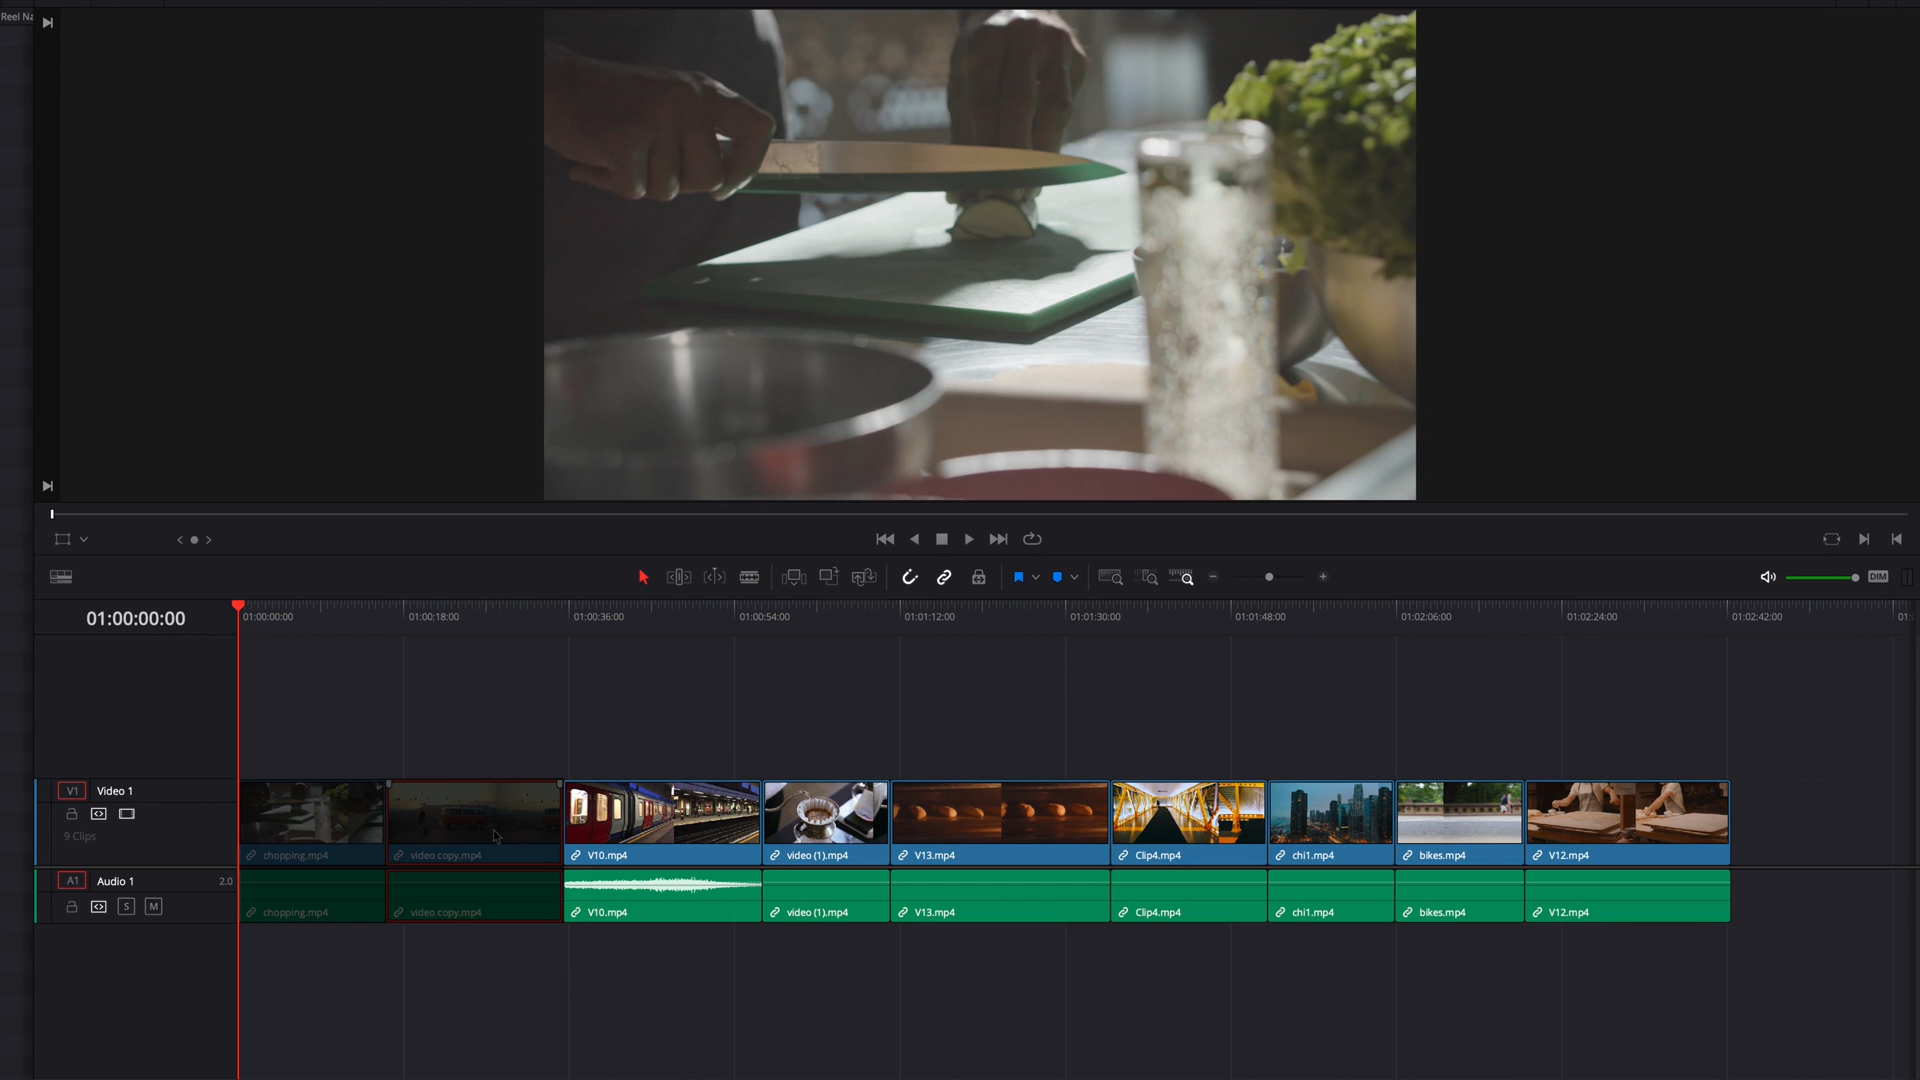 Reel Na
DIM
01:00:00:00
01:00:00:00 01:00:18:00 01:00:36:00 01:00:54:00 01:01:12:00 01:01:30:00 01:01:48:00 01:02:06:00 01:02:24:00 01:02:42:00 01:
V1 Video 1
9 Clips
chopping.mp4 video copy.mp4 V10.mp4 video (1).mp4 V13.mp4 Clip4.mp4 chi1.mp4 bikes.mp4 V12.mp4
A1 Audio 1 2.0
S M
chopping.mp4 video copy.mp4 V10.mp4 video (1).mp4 V13.mp4 Clip4.mp4 chi1.mp4 bikes.mp4 V12.mp4